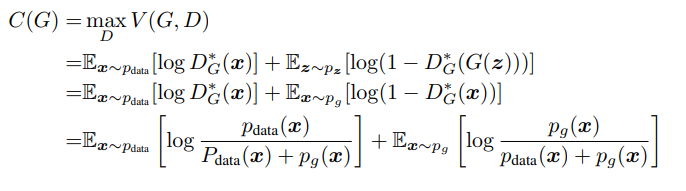 C(G) = max_D V(G, D)
= 𝔼_{x∼p_data}[log D*_G(x)] + 𝔼_{z∼p_z}[log(1 − D*_G(G(z)))]
= 𝔼_{x∼p_data}[log D*_G(x)] + 𝔼_{x∼p_g}[log(1 − D*_G(x))]
= 𝔼_{x∼p_data}[log p_data(x) / (P_data(x) + p_g(x))] + 𝔼_{x∼p_g}[log p_g(x) / (p_data(x) + p_g(x))]